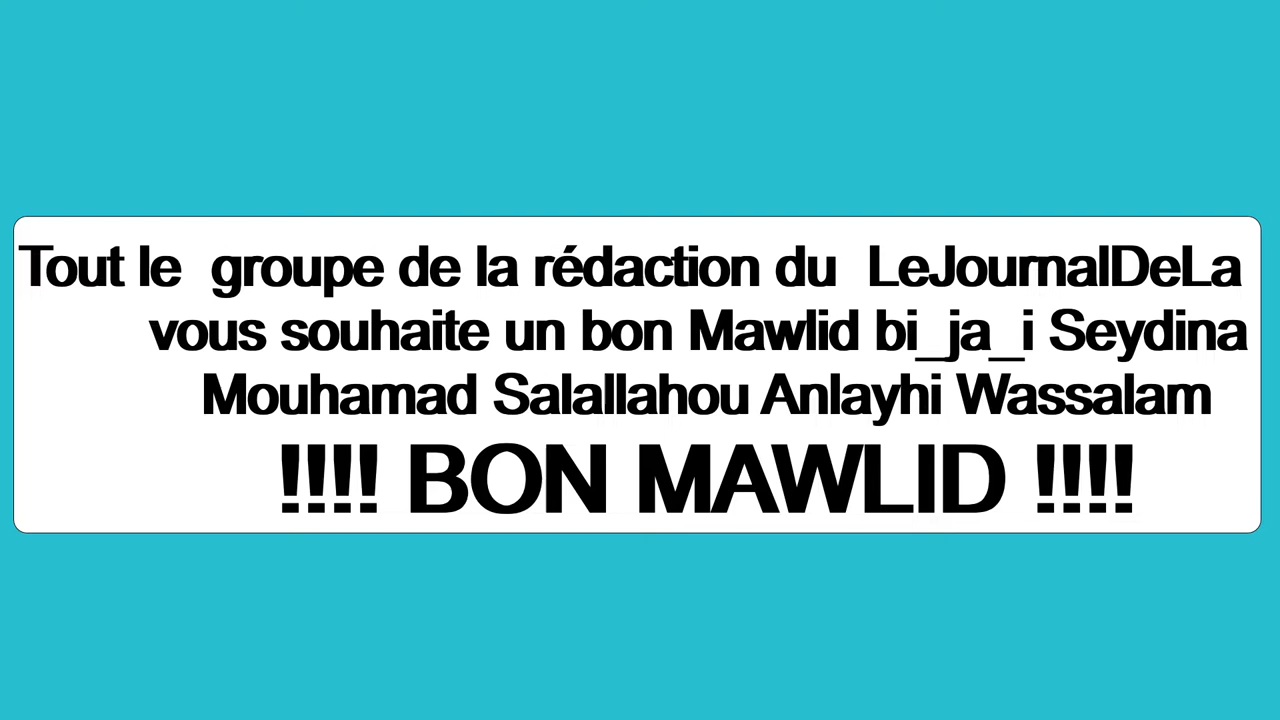 Tout le groupe de la rédaction du LeJournalDeLa
vous souhaite un bon Mawlid bi_ja_i Seydina
Mouhamad Salallahou Anlayhi Wassalam
!!!! BON MAWLID !!!!